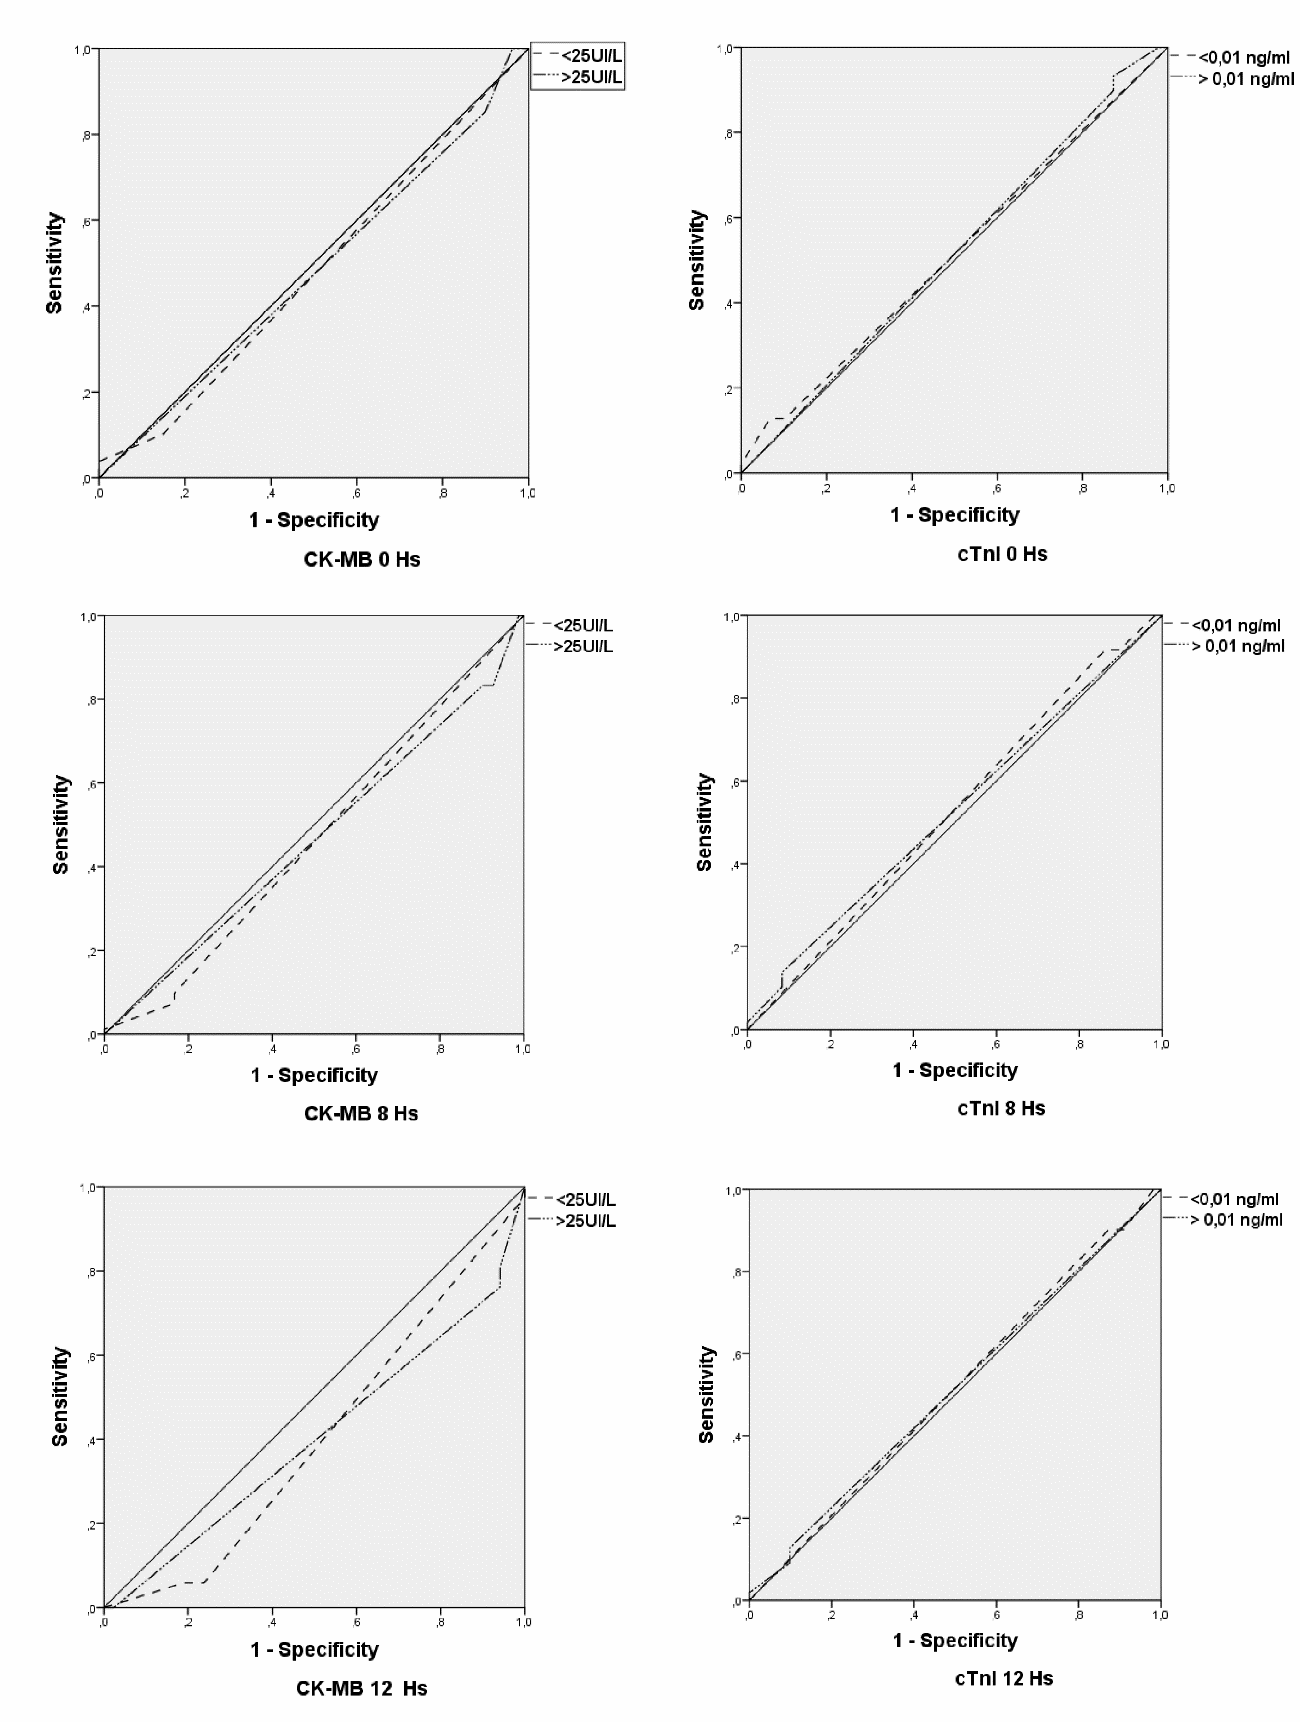 1,0
,8
,6
,4
,2
,0
,0 ,2 ,4 ,6 ,8 1,0
Sensitivity
1 - Specificity
CK-MB 0 Hs
<25UI/L
>25UI/L
1,0
,8
,6
,4
,2
,0
,0 ,2 ,4 ,6 ,8 1,0
Sensitivity
1 - Specificity
cTnI 0 Hs
<0,01 ng/ml
> 0,01 ng/ml
1,0
,8
,6
,4
,2
,0
,0 ,2 ,4 ,6 ,8 1,0
Sensitivity
1 - Specificity
CK-MB 8 Hs
<25UI/L
>25UI/L
1,0
,8
,6
,4
,2
,0
,0 ,2 ,4 ,6 ,8 1,0
Sensitivity
1 - Specificity
cTnI 8 Hs
<0,01 ng/ml
> 0,01 ng/ml
1,0
,8
,6
,4
,2
,0
,0 ,2 ,4 ,6 ,8 1,0
Sensitivity
1 - Specificity
CK-MB 12 Hs
<25UI/L
>25UI/L
1,0
,8
,6
,4
,2
,0
,0 ,2 ,4 ,6 ,8 1,0
Sensitivity
1 - Specificity
cTnI 12 Hs
<0,01 ng/ml
> 0,01 ng/ml